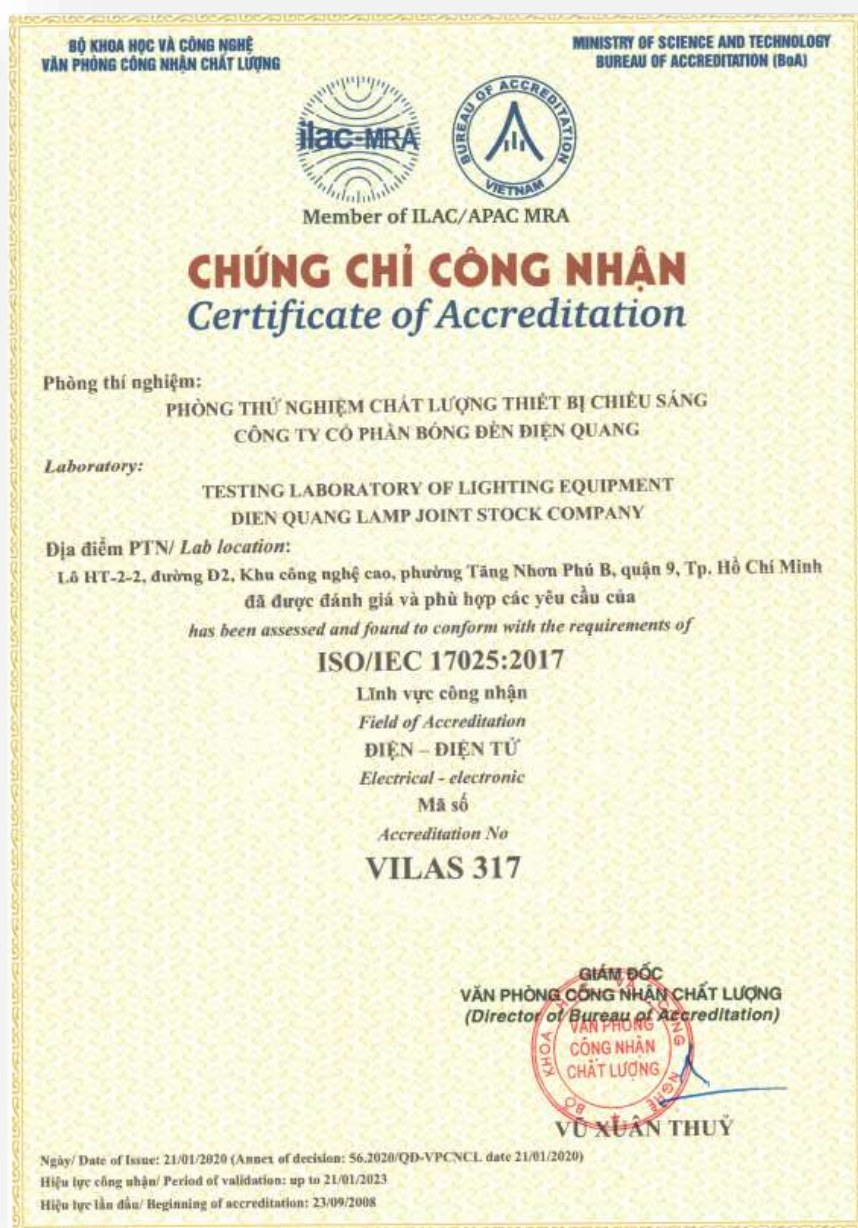 BỘ KHOA HỌC VÀ CÔNG NGHỆ
VĂN PHÒNG CÔNG NHẬN CHẤT LƯỢNG
MINISTRY OF SCIENCE AND TECHNOLOGY
BUREAU OF ACCREDITATION (BoA)
ilac-MRA
BUREAU OF ACCREDITATION
VIETNAM
Member of ILAC/APAC MRA
CHỨNG CHỈ CÔNG NHẬN
Certificate of Accreditation
Phòng thí nghiệm:
PHÒNG THỬ NGHIỆM CHẤT LƯỢNG THIẾT BỊ CHIẾU SÁNG
CÔNG TY CỔ PHẦN BÓNG ĐÈN ĐIỆN QUANG
Laboratory:
TESTING LABORATORY OF LIGHTING EQUIPMENT
DIEN QUANG LAMP JOINT STOCK COMPANY
Địa điểm PTN/ Lab location:
Lô HT-2-2, đường D2, Khu công nghệ cao, phường Tăng Nhơn Phú B, quận 9, Tp. Hồ Chí Minh
đã được đánh giá và phù hợp các yêu cầu của
has been assessed and found to conform with the requirements of
ISO/IEC 17025:2017
Lĩnh vực công nhận
Field of Accreditation
ĐIỆN – ĐIỆN TỬ
Electrical - electronic
Mã số
Accreditation No
VILAS 317
GIÁM ĐỐC
VĂN PHÒNG CÔNG NHẬN CHẤT LƯỢNG
(Director of Bureau of Accreditation)
BỘ KHOA HỌC VÀ CÔNG NGHỆ
VĂN PHÒNG
CÔNG NHẬN
CHẤT LƯỢNG
VŨ XUÂN THUỶ
Ngày/ Date of Issue: 21/01/2020 (Annex of decision: 56.2020/QD-VPCNCL date 21/01/2020)
Hiệu lực công nhận/ Period of validation: up to 21/01/2023
Hiệu lực lần đầu/ Beginning of accreditation: 23/09/2008